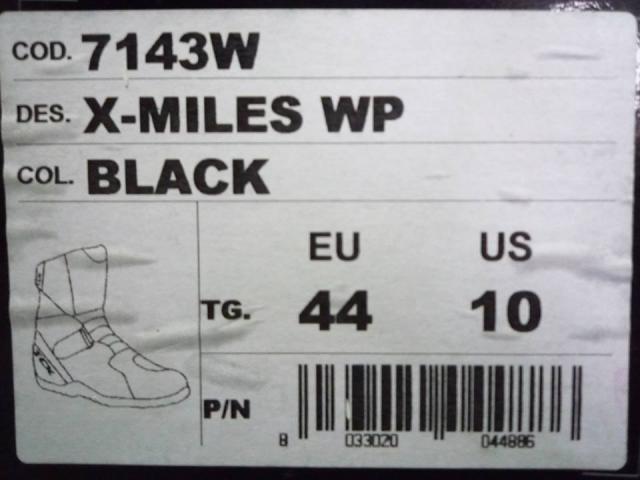 COD. 7143W
DES. X-MILES WP
COL. BLACK
EU US
TG. 44 10
P/N
8 033020 044886